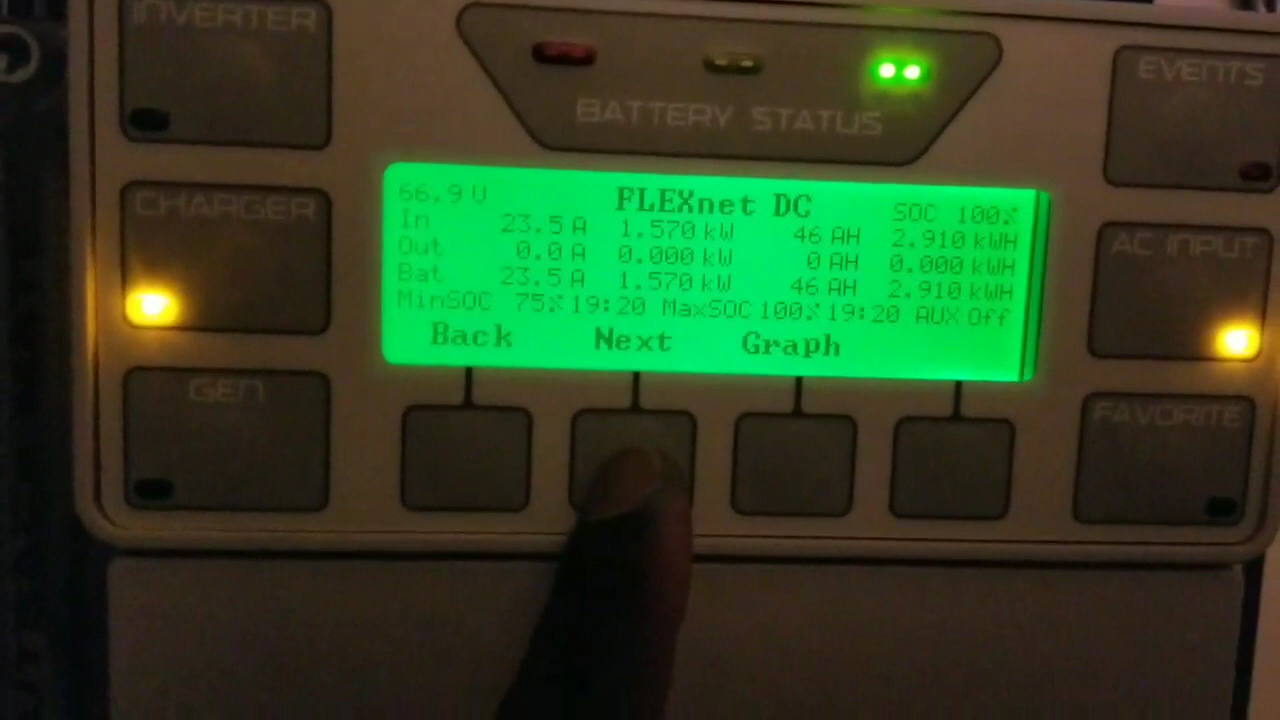 INVERTER
BATTERY STATUS
EVENTS
CHARGER
AC INPUT
GEN
FAVORITE
66.9 V FLEXnet DC SOC 100%
In 23.5 A 1.570 kW 46 AH 2.910 kWH
Out 0.0 A 0.000 kW 0 AH 0.000 kWH
Bat 23.5 A 1.570 kW 46 AH 2.910 kWH
MinSOC 75% 19:20 MaxSOC 100% 19:20 AUX Off
Back Next Graph